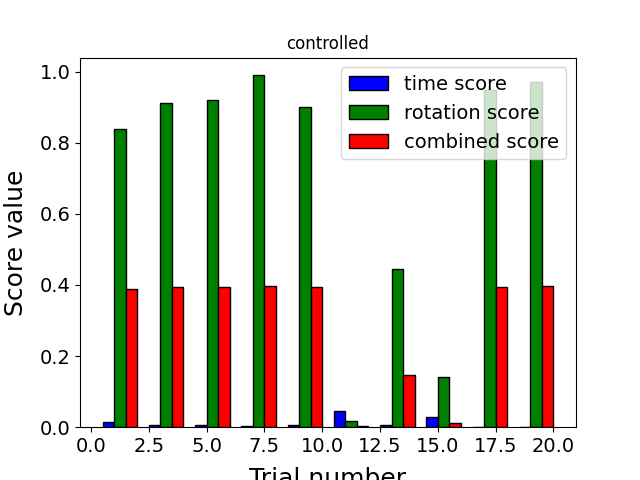 controlled
Score value
1.0
0.8
0.6
0.4
0.2
0.0
time score
rotation score
combined score
0.0 2.5 5.0 7.5 10.0 12.5 15.0 17.5 20.0
Trial number